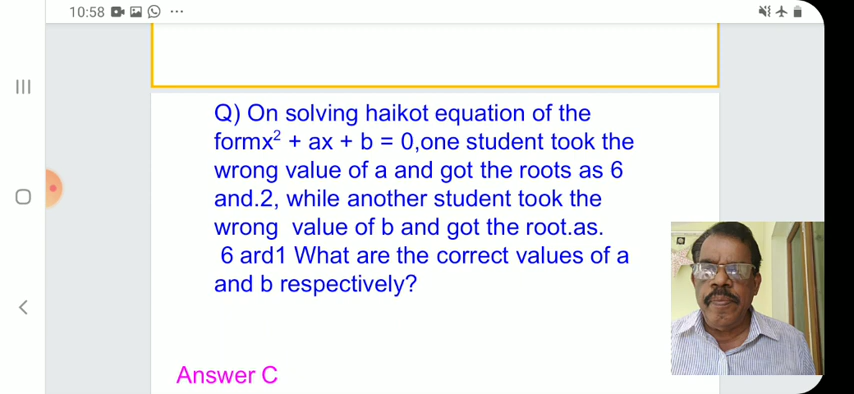 10:58
Q) On solving haikot equation of the
formx² + ax + b = 0,one student took the
wrong value of a and got the roots as 6
and.2, while another student took the
wrong value of b and got the root.as.
6 ard1 What are the correct values of a
and b respectively?
Answer C